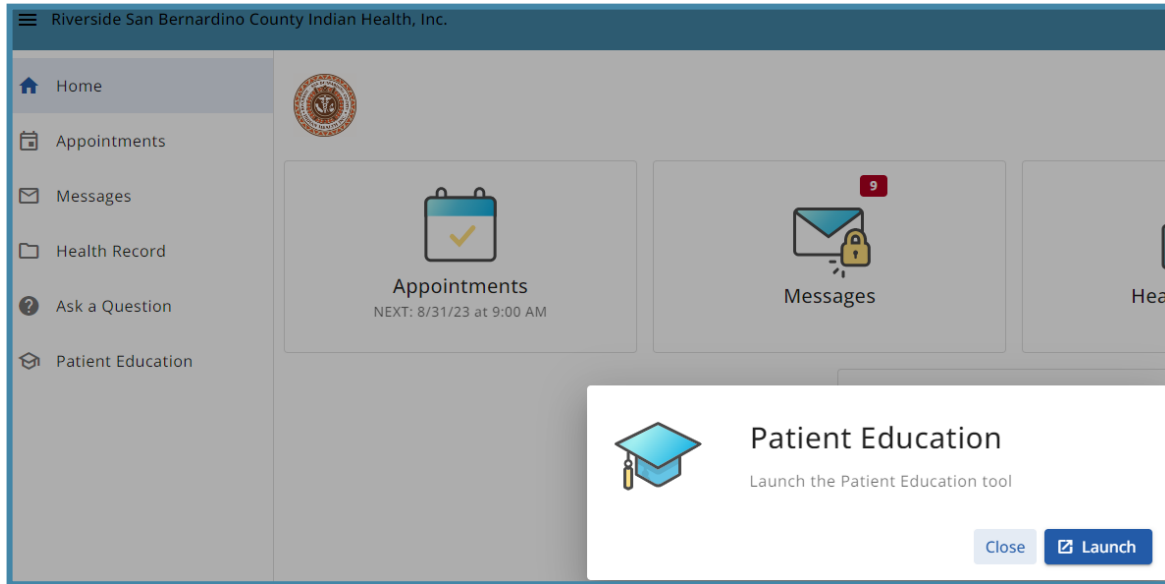 Riverside San Bernardino County Indian Health, Inc.
Home
Appointments
Messages
Health Record
Ask a Question
Patient Education
Appointments
NEXT: 8/31/23 at 9:00 AM
9
Messages
Hea
Patient Education
Launch the Patient Education tool
Close
Launch